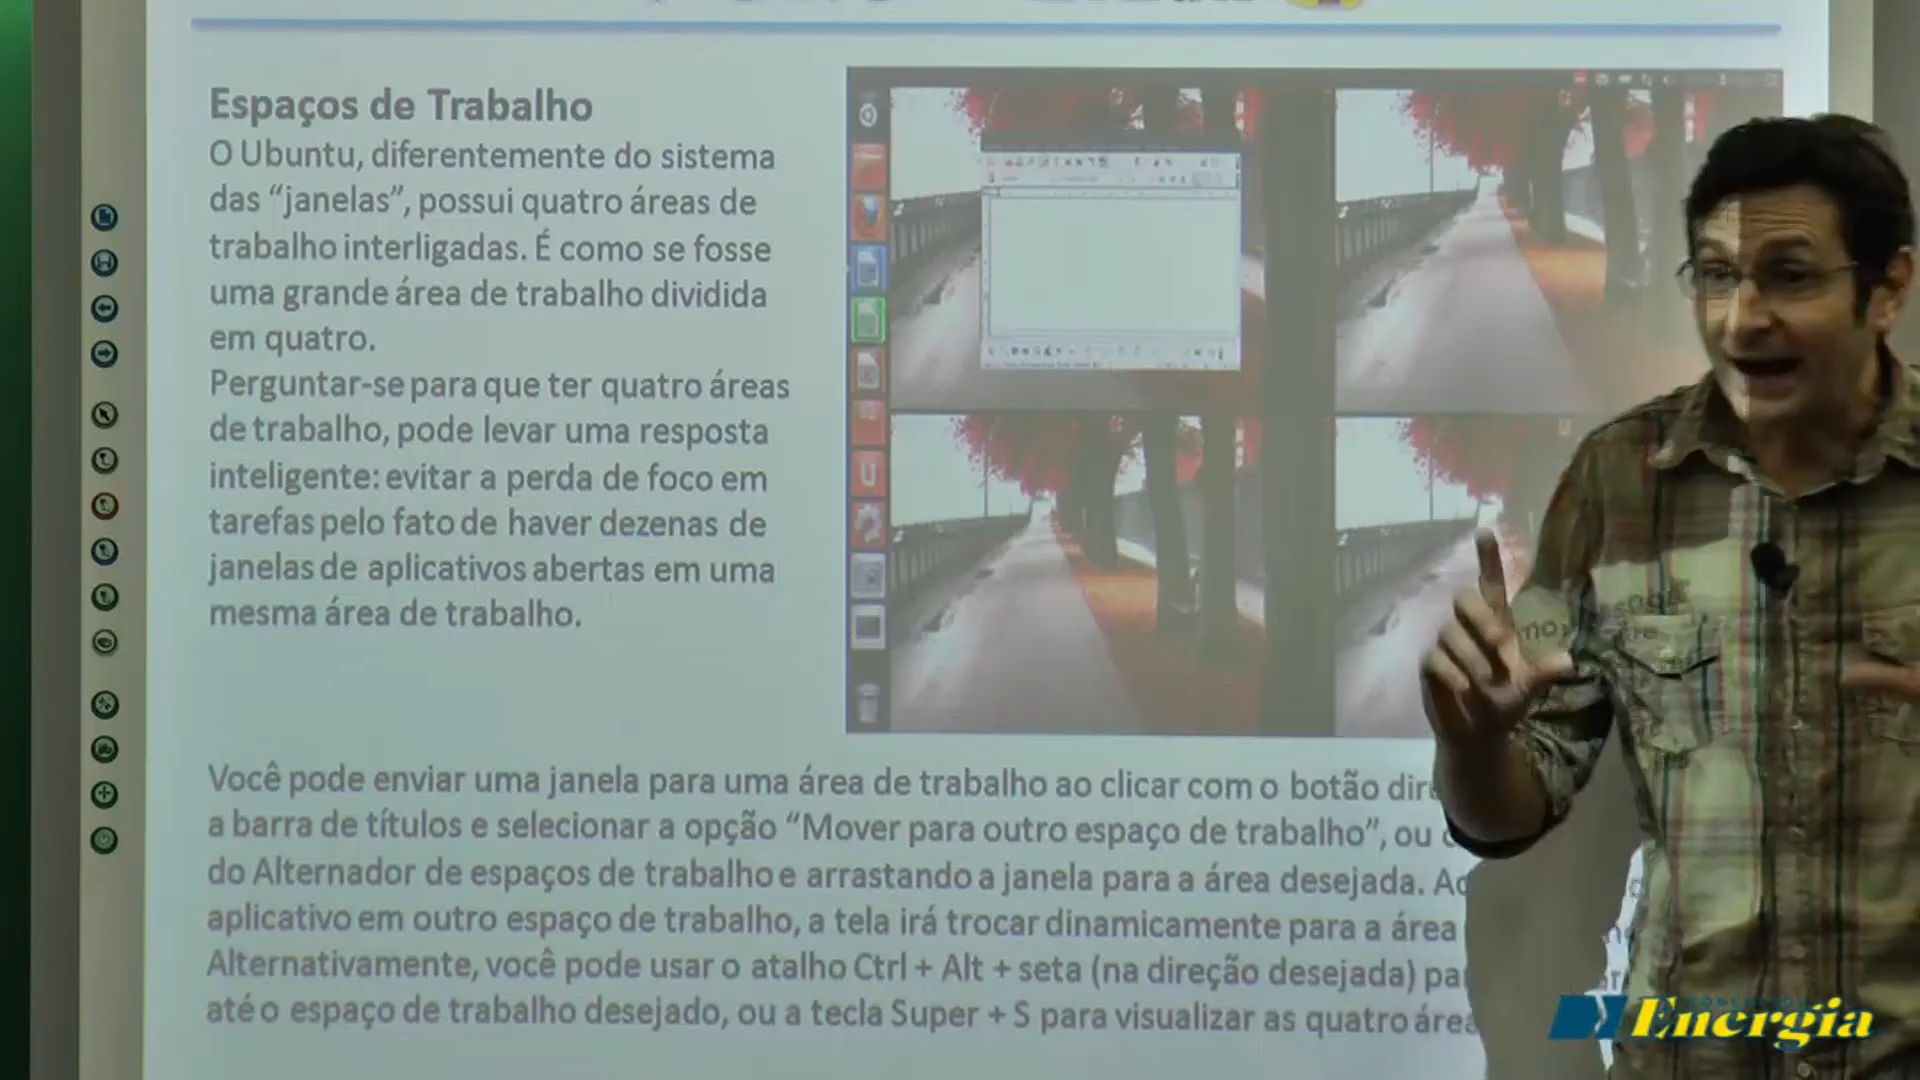 Espaços de Trabalho
O Ubuntu, diferentemente do sistema
das “janelas”, possui quatro áreas de
trabalho interligadas. É como se fosse
uma grande área de trabalho dividida
em quatro.
Perguntar-se para que ter quatro áreas
de trabalho, pode levar uma resposta
inteligente: evitar a perda de foco em
tarefas pelo fato de haver dezenas de
janelas de aplicativos abertas em uma
mesma área de trabalho.
Você pode enviar uma janela para uma área de trabalho ao clicar com o botão
a barra de títulos e selecionar a opção “Mover para outro espaço de trabalho”, ou
do Alternador de espaços de trabalho e arrastando a janela para a área desejada.
aplicativo em outro espaço de trabalho, a tela irá trocar dinamicamente para a área
Alternativamente, você pode usar o atalho Ctrl + Alt + seta (na direção desejada)
até o espaço de trabalho desejado, ou a tecla Super + S para visualizar as quatro
Energia